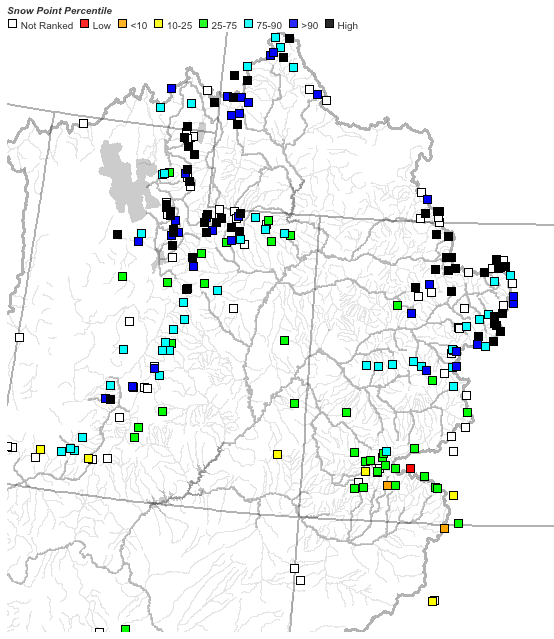 Snow Point Percentile
Not Ranked Low <10 10-25 25-75 75-90 >90 High